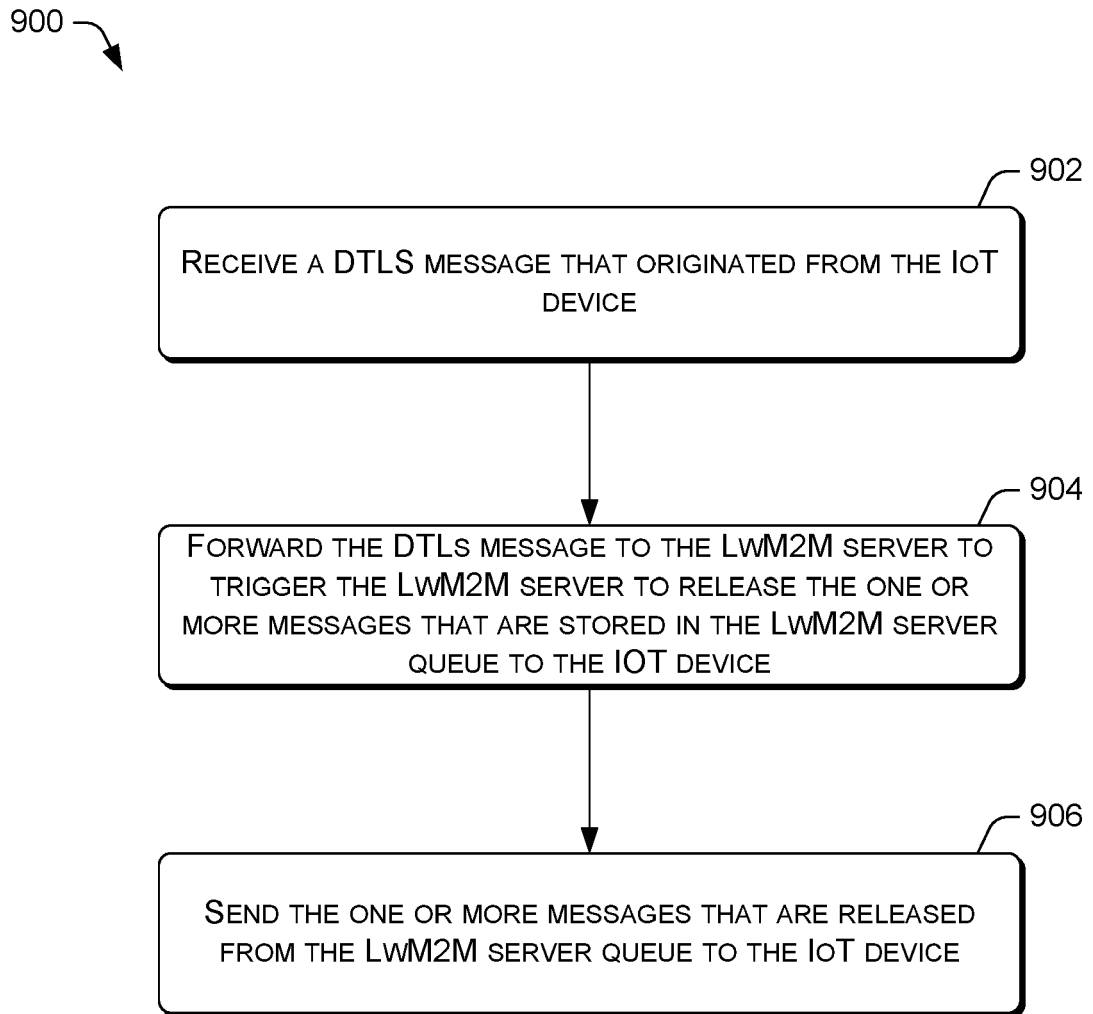 900
902
RECEIVE A DTLS MESSAGE THAT ORIGINATED FROM THE IOT
DEVICE
904
FORWARD THE DTLS MESSAGE TO THE LWM2M SERVER TO
TRIGGER THE LWM2M SERVER TO RELEASE THE ONE OR
MORE MESSAGES THAT ARE STORED IN THE LWM2M SERVER
QUEUE TO THE IOT DEVICE
906
SEND THE ONE OR MORE MESSAGES THAT ARE RELEASED
FROM THE LWM2M SERVER QUEUE TO THE IOT DEVICE